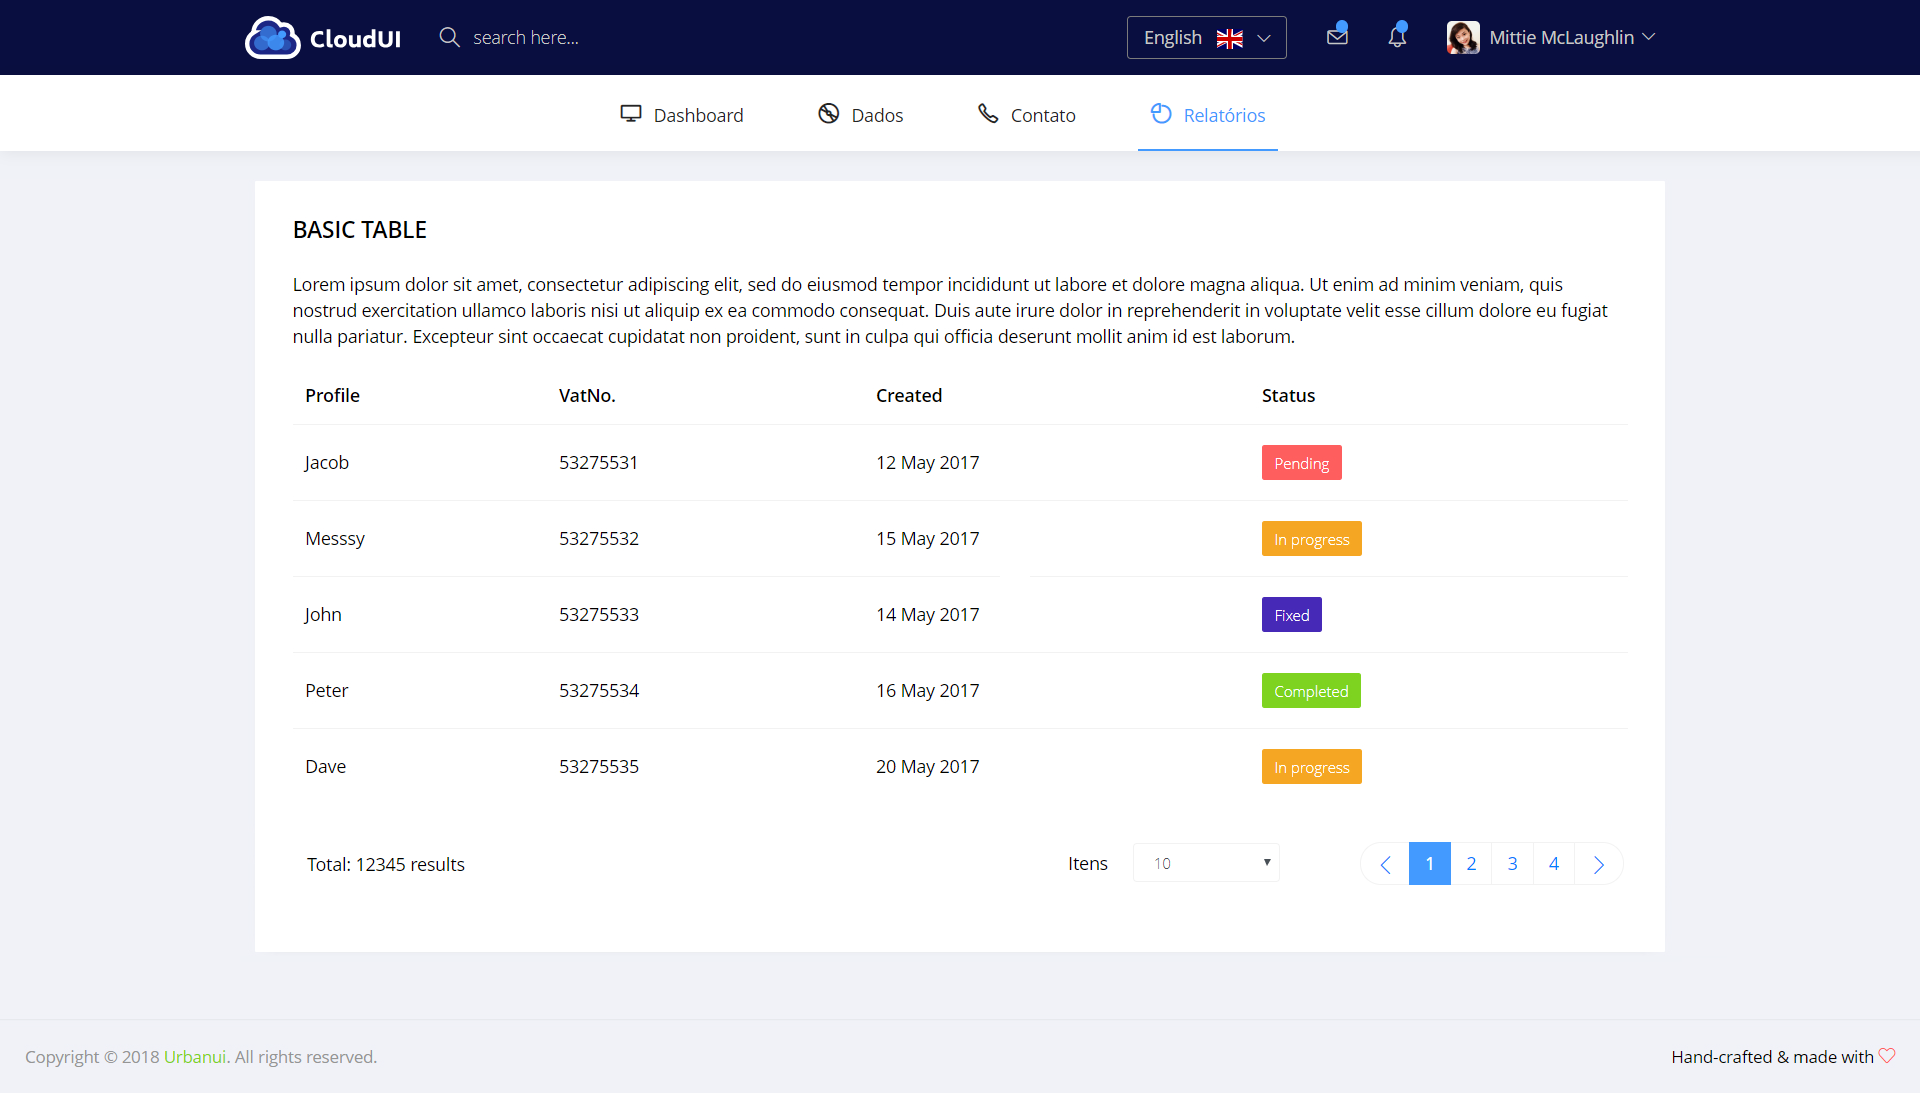 CloudUI search here... English Mittie McLaughlin
Dashboard Dados Contato Relatórios
BASIC TABLE
Lorem ipsum dolor sit amet, consectetur adipiscing elit, sed do eiusmod tempor incididunt ut labore et dolore magna aliqua. Ut enim ad minim veniam, quis
nostrud exercitation ullamco laboris nisi ut aliquip ex ea commodo consequat. Duis aute irure dolor in reprehenderit in voluptate velit esse cillum dolore eu fugiat
nulla pariatur. Excepteur sint occaecat cupidatat non proident, sunt in culpa qui officia deserunt mollit anim id est laborum.
Profile VatNo. Created Status
Jacob 53275531 12 May 2017 Pending
Messsy 53275532 15 May 2017 In progress
John 53275533 14 May 2017 Fixed
Peter 53275534 16 May 2017 Completed
Dave 53275535 20 May 2017 In progress
Total: 12345 results Itens 10 1 2 3 4
Copyright © 2018 Urbanui. All rights reserved. Hand-crafted & made with